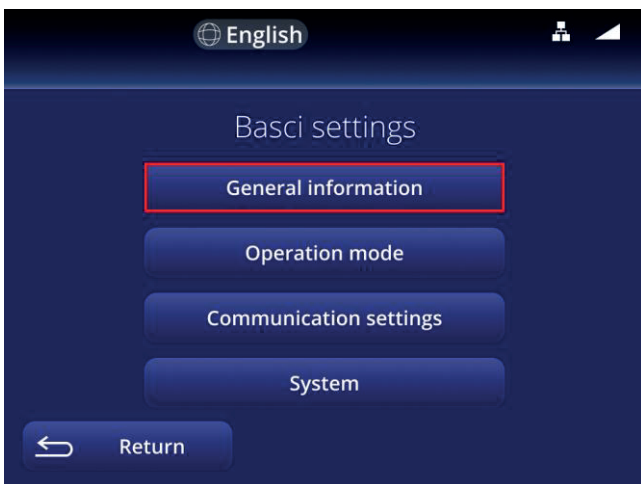 English
Basci settings
General information
Operation mode
Communication settings
System
Return